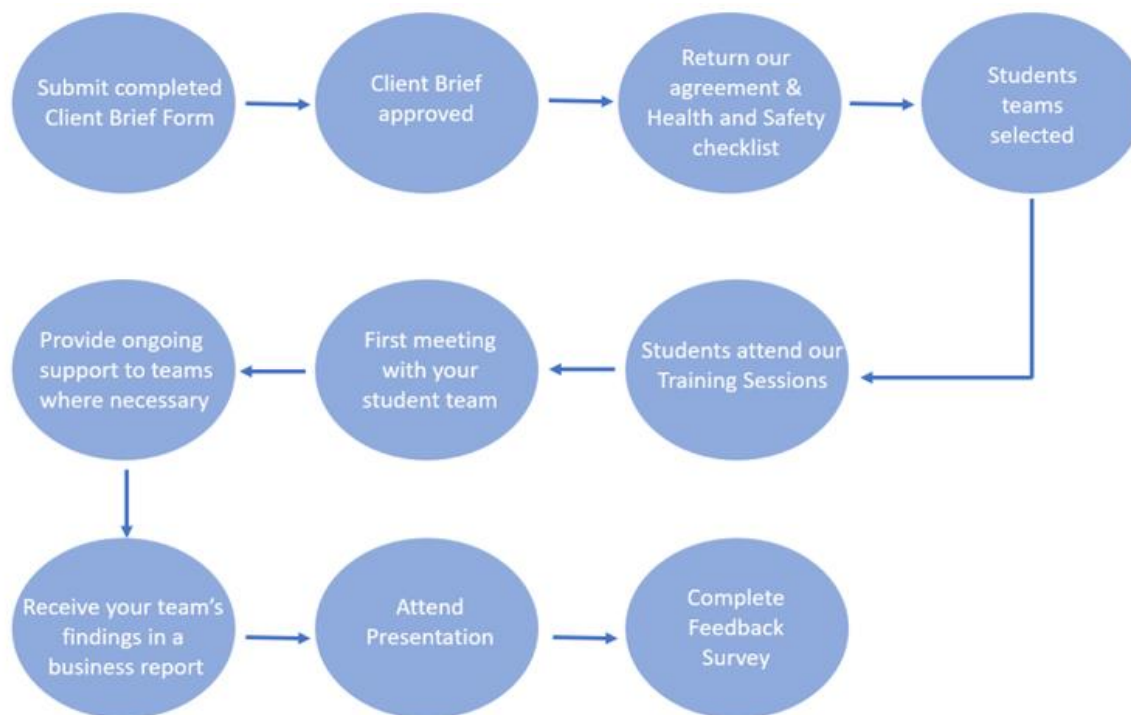 Submit completed
Client Brief Form
Client Brief
approved
Return our
agreement &
Health and Safety
checklist
Students
teams
selected
Students attend our
Training Sessions
First meeting
with your
student team
Provide ongoing
support to teams
where necessary
Receive your team's
findings in a
business report
Attend
Presentation
Complete
Feedback
Survey